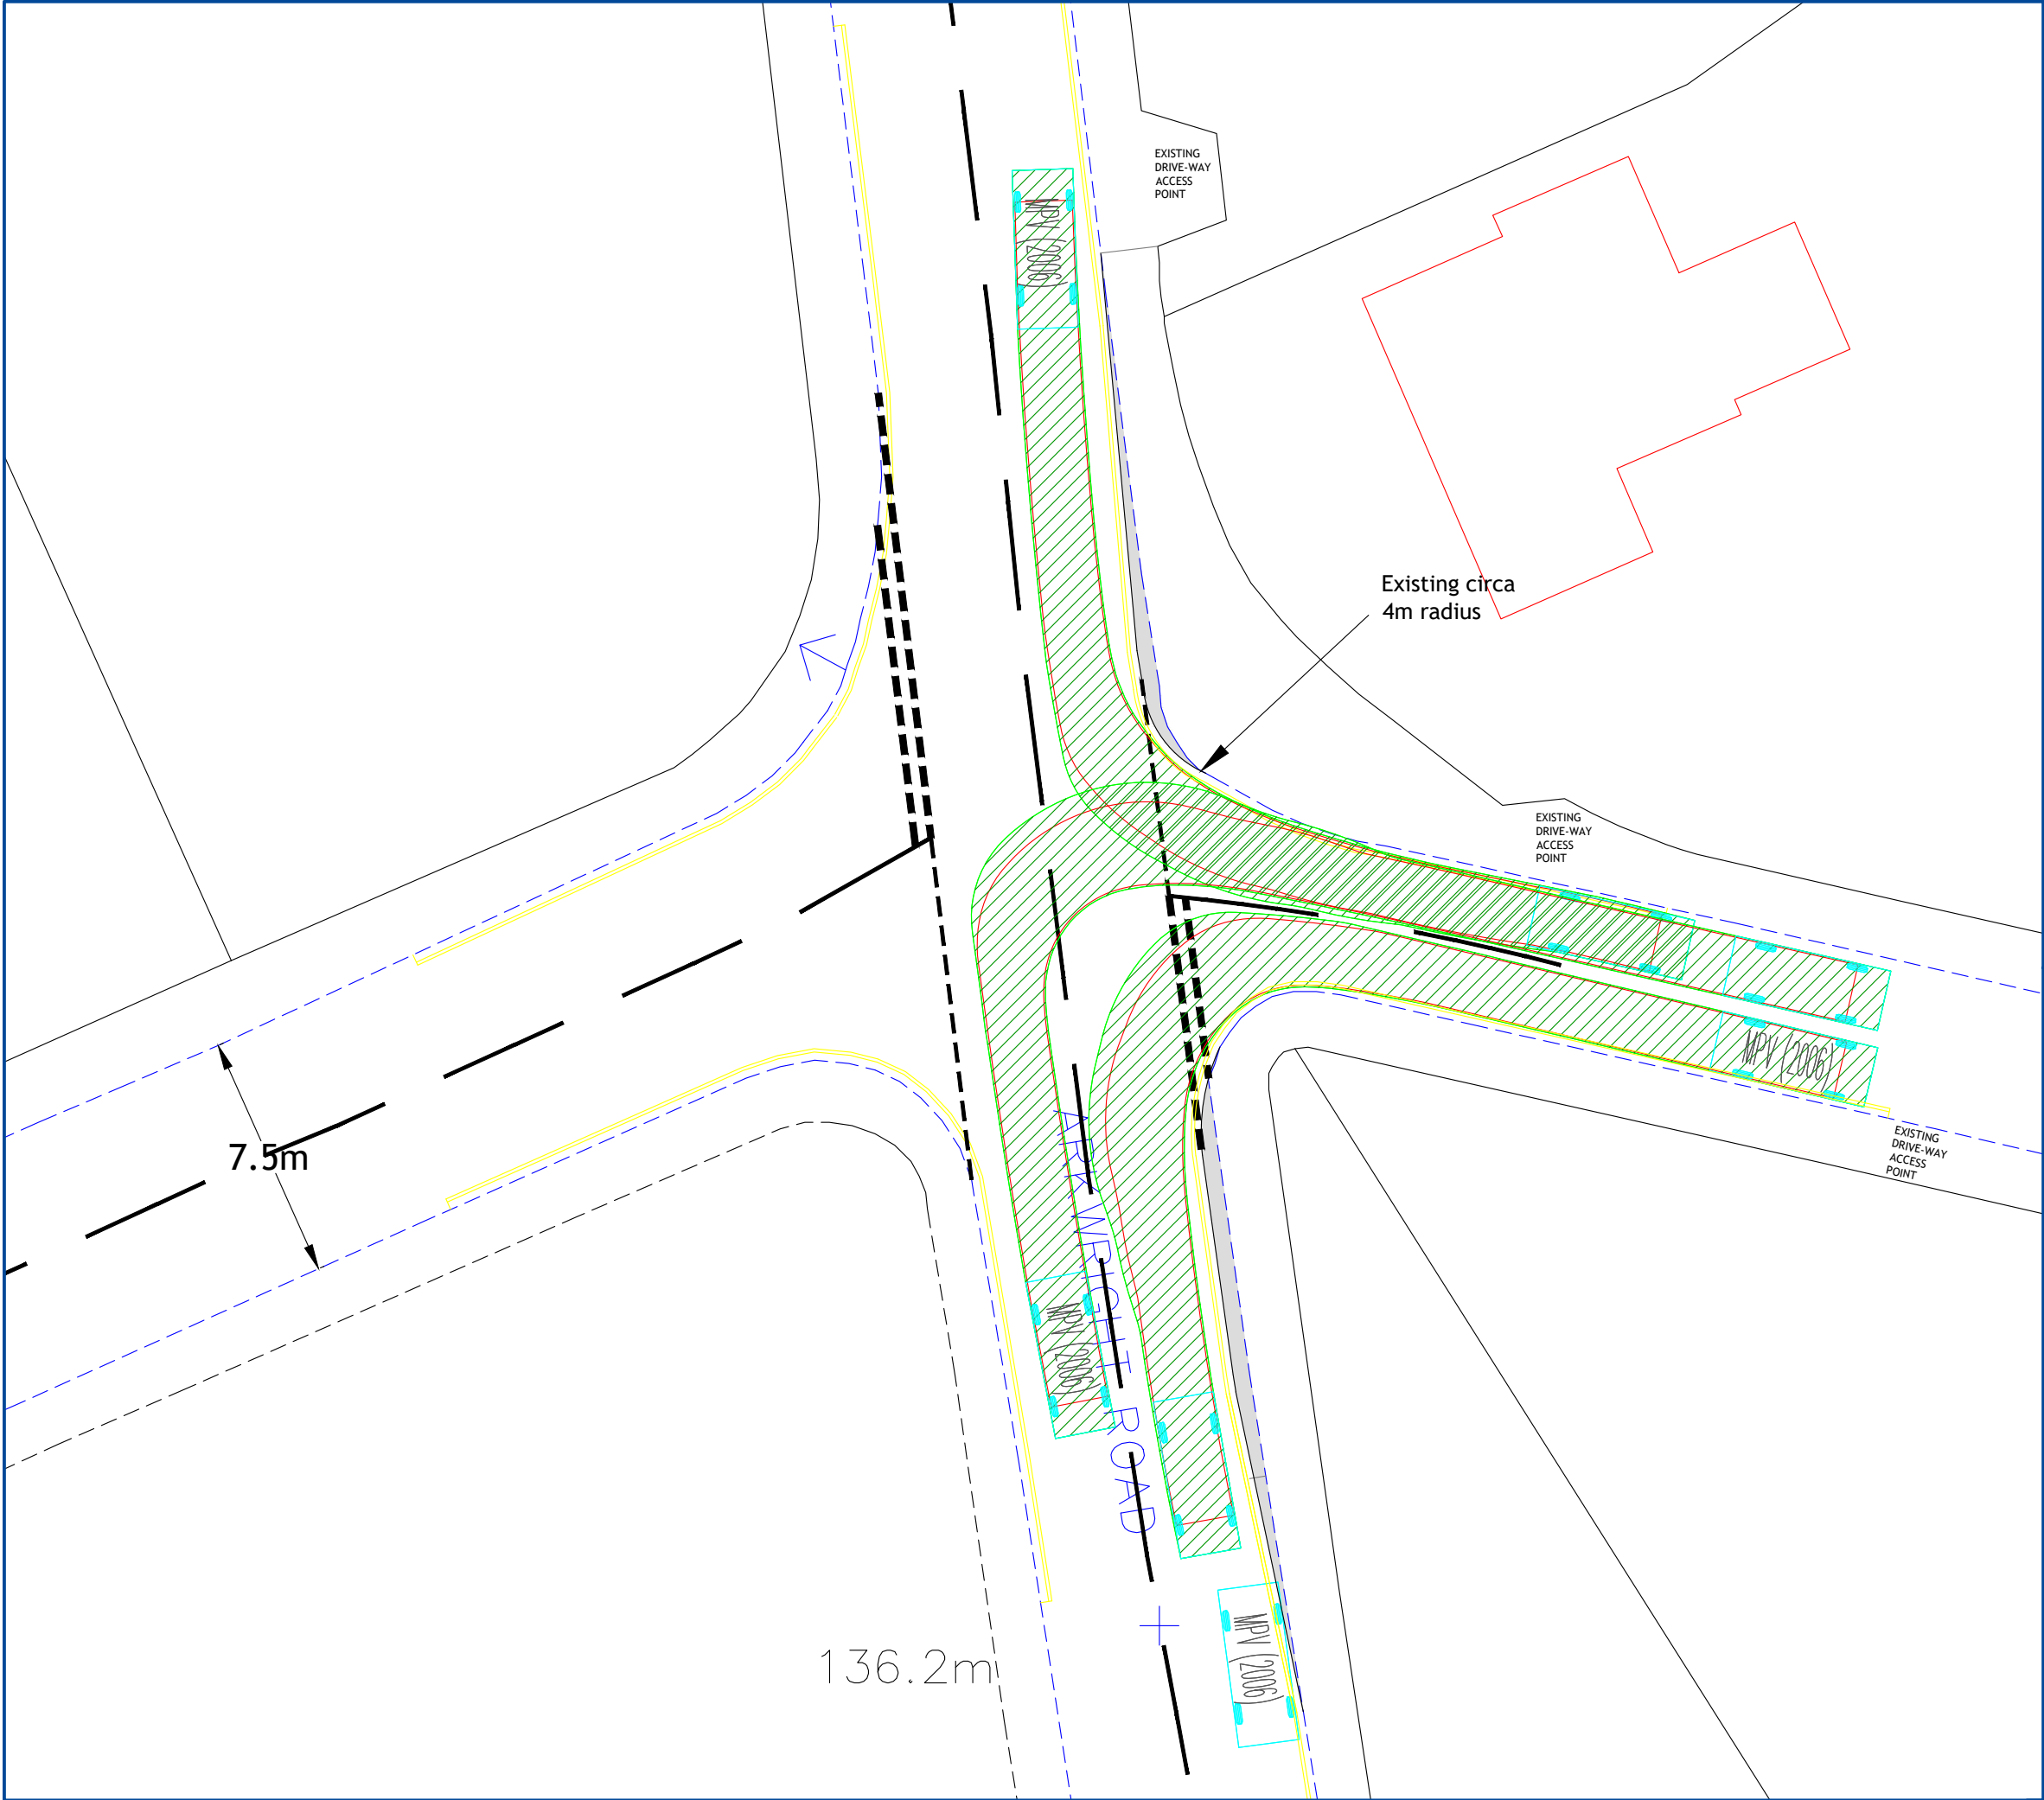 EXISTING
DRIVE-WAY
ACCESS
POINT
MPV (2006)
Existing circa
4m radius
EXISTING
DRIVE-WAY
ACCESS
POINT
MPV (2006)
7.5m
EXISTING
DRIVE-WAY
ACCESS
POINT
ARKWRIGHT ROAD
MPV (2006)
136.2m
MPV (2006)